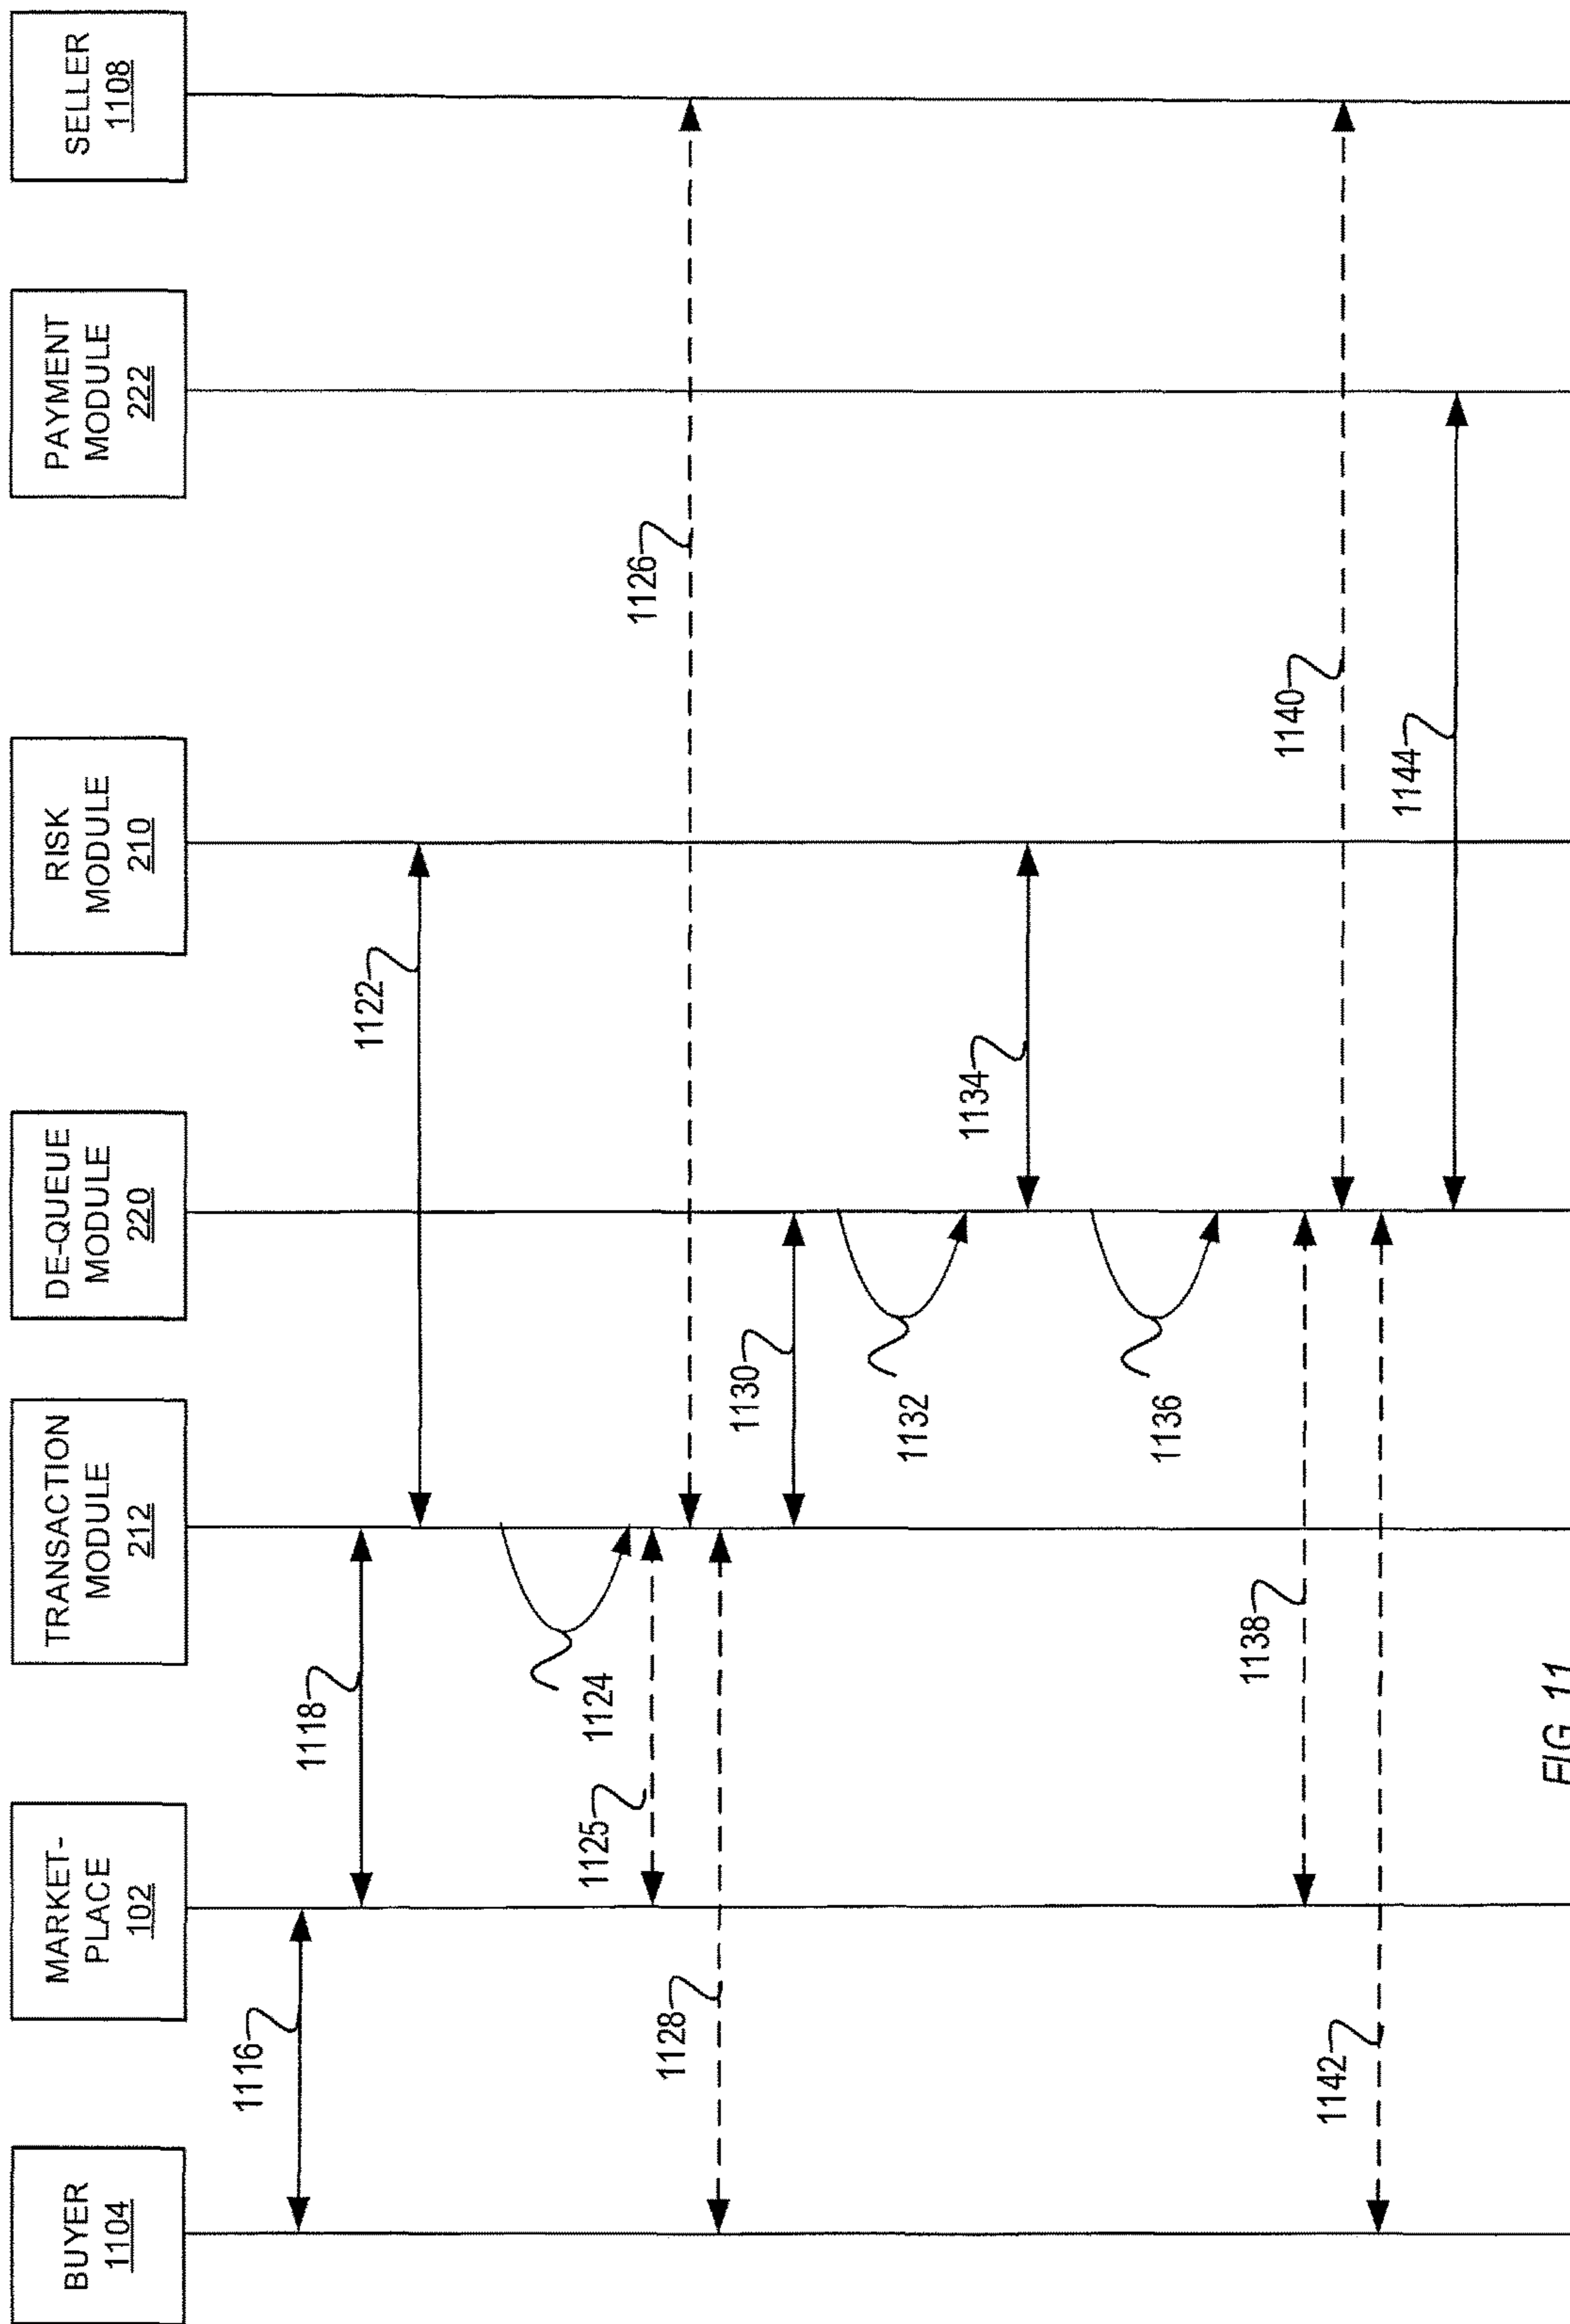 BUYER
1104
MARKET-
PLACE
102
TRANSACTION
MODULE
212
DE-QUEUE
MODULE
220
RISK
MODULE
210
PAYMENT
MODULE
222
SELLER
1108
1116
1118
1122
1124
1125
1126
1128
1130
1132
1134
1136
1138
1140
1142
1144
FIG. 11